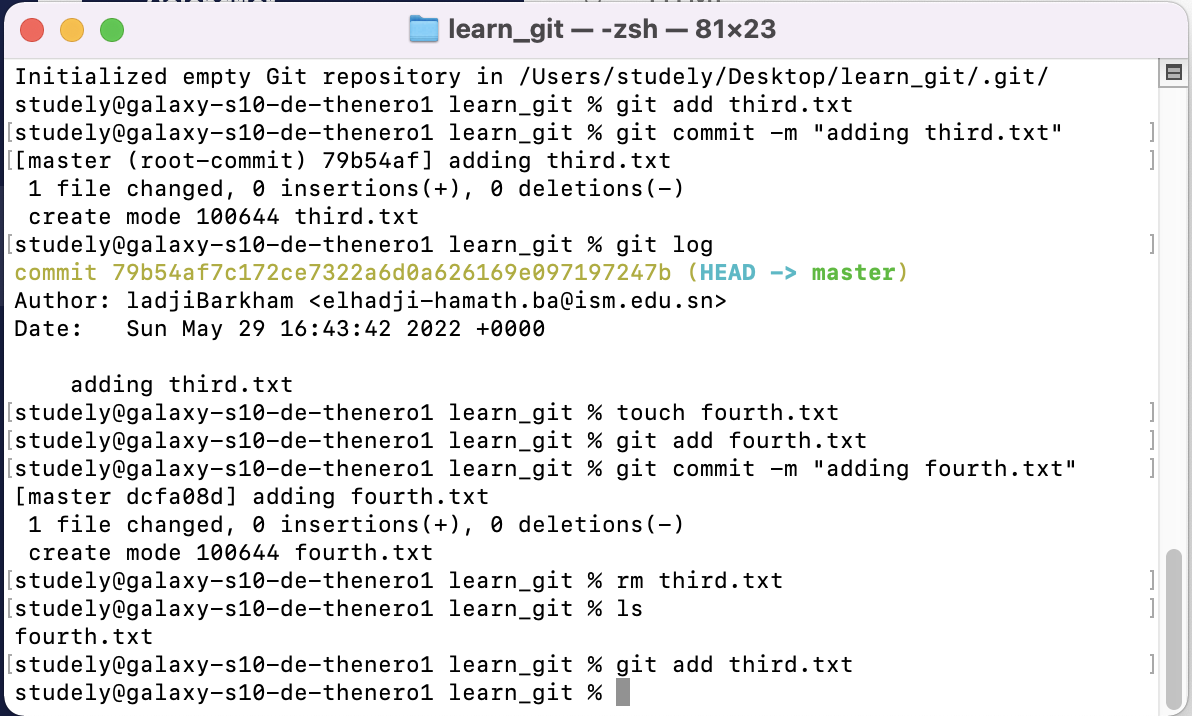 learn_git — -zsh — 81×23
Initialized empty Git repository in /Users/studely/Desktop/learn_git/.git/
studely@galaxy-s10-de-thenero1 learn_git % git add third.txt
[studely@galaxy-s10-de-thenero1 learn_git % git commit -m "adding third.txt" ]
[[master (root-commit) 79b54af] adding third.txt ]
 1 file changed, 0 insertions(+), 0 deletions(-)
 create mode 100644 third.txt
[studely@galaxy-s10-de-thenero1 learn_git % git log ]
commit 79b54af7c172ce7322a6d0a626169e097197247b (HEAD -> master)
Author: ladjiBarkham <elhadji-hamath.ba@ism.edu.sn>
Date:   Sun May 29 16:43:42 2022 +0000

    adding third.txt
[studely@galaxy-s10-de-thenero1 learn_git % touch fourth.txt ]
[studely@galaxy-s10-de-thenero1 learn_git % git add fourth.txt ]
[studely@galaxy-s10-de-thenero1 learn_git % git commit -m "adding fourth.txt" ]
[master dcfa08d] adding fourth.txt
 1 file changed, 0 insertions(+), 0 deletions(-)
 create mode 100644 fourth.txt
[studely@galaxy-s10-de-thenero1 learn_git % rm third.txt ]
[studely@galaxy-s10-de-thenero1 learn_git % ls ]
fourth.txt
[studely@galaxy-s10-de-thenero1 learn_git % git add third.txt ]
studely@galaxy-s10-de-thenero1 learn_git %